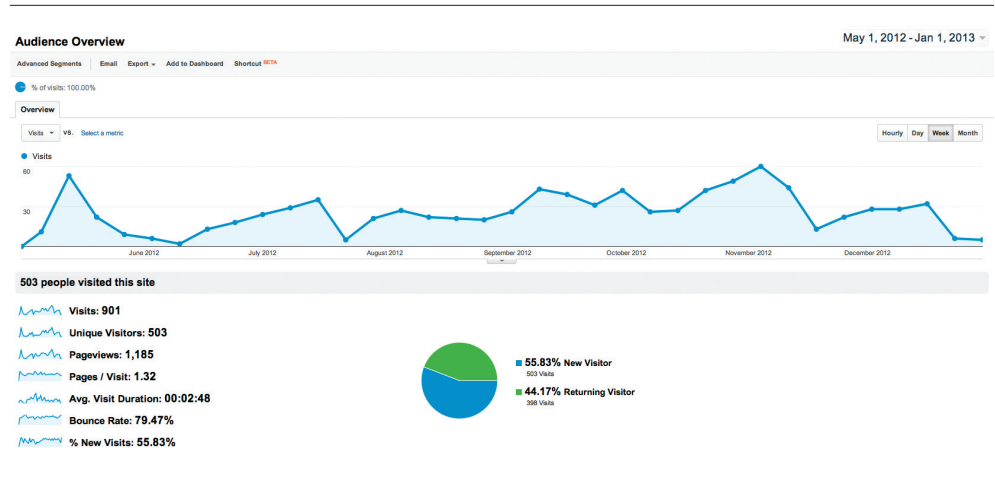 Audience Overview
May 1, 2012 - Jan 1, 2013
Advanced Segments Email Export Add to Dashboard Shortcut BETA
% of visits: 100.00%
Overview
Visits VS. Select a metric
Hourly Day Week Month
Visits
60
30
June 2012 July 2012 August 2012 September 2012 October 2012 November 2012 December 2012
503 people visited this site
Visits: 901
Unique Visitors: 503
Pageviews: 1,185
Pages / Visit: 1.32
Avg. Visit Duration: 00:02:48
Bounce Rate: 79.47%
% New Visits: 55.83%
55.83% New Visitor
503 Visits
44.17% Returning Visitor
398 Visits